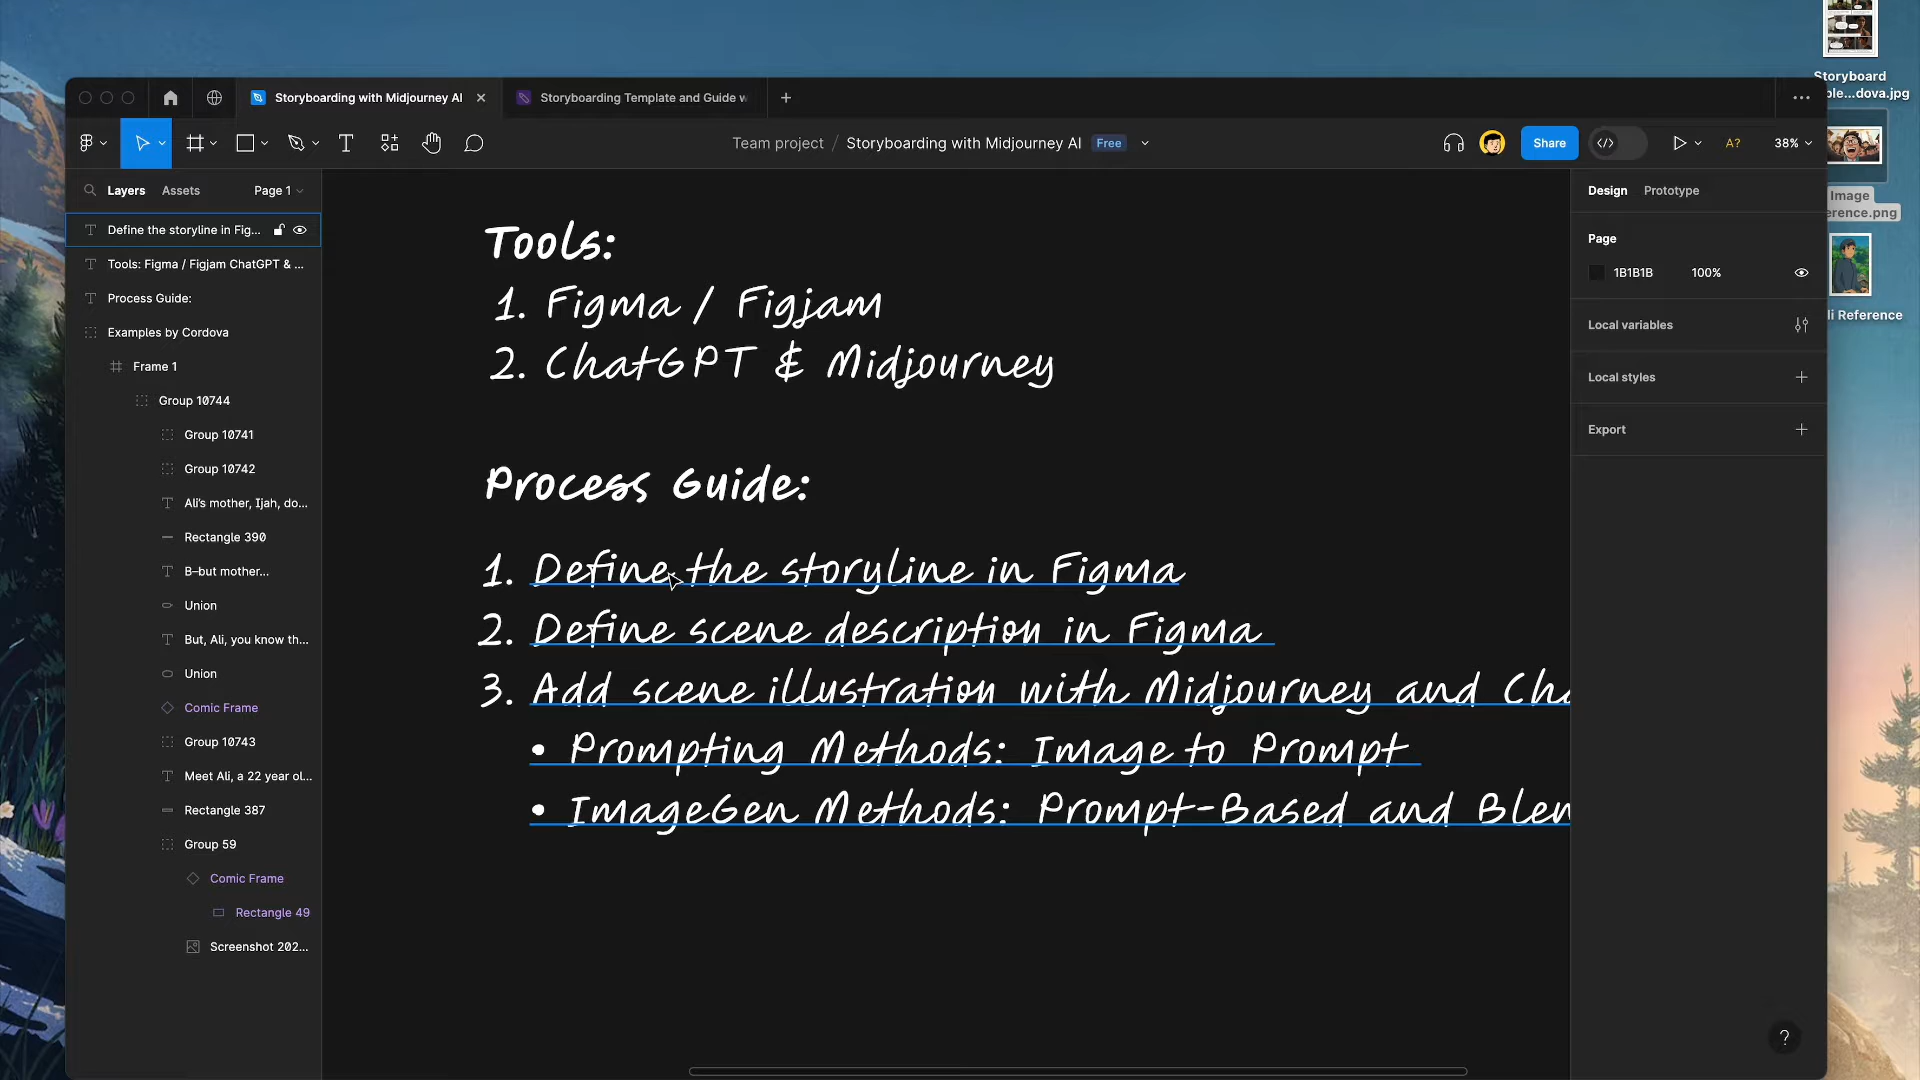 Storyboard
ble...dova.jpg
Storyboarding with Midjourney AI
Storyboarding Template and Guide w
Team project / Storyboarding with Midjourney AI Free
Share
A?
38%
Image
erence.png
li Reference
Layers Assets Page 1
Define the storyline in Fig...
Tools: Figma / Figjam ChatGPT & ...
Process Guide:
Examples by Cordova
Frame 1
Group 10744
Group 10741
Group 10742
Ali's mother, Ijah, do...
Rectangle 390
B–but mother...
Union
But, Ali, you know th...
Union
Comic Frame
Group 10743
Meet Ali, a 22 year ol...
Rectangle 387
Group 59
Comic Frame
Rectangle 49
Screenshot 202...
Tools:
1. Figma / Figjam
2. ChatGPT & Midjourney
Process Guide:
1. Define the storyline in Figma
2. Define scene description in Figma
3. Add scene illustration with Midjourney and Cha
• Prompting Methods: Image to Prompt
• ImageGen Methods: Prompt-Based and Blen
Design Prototype
Page
1B1B1B 100%
Local variables
Local styles
Export
?